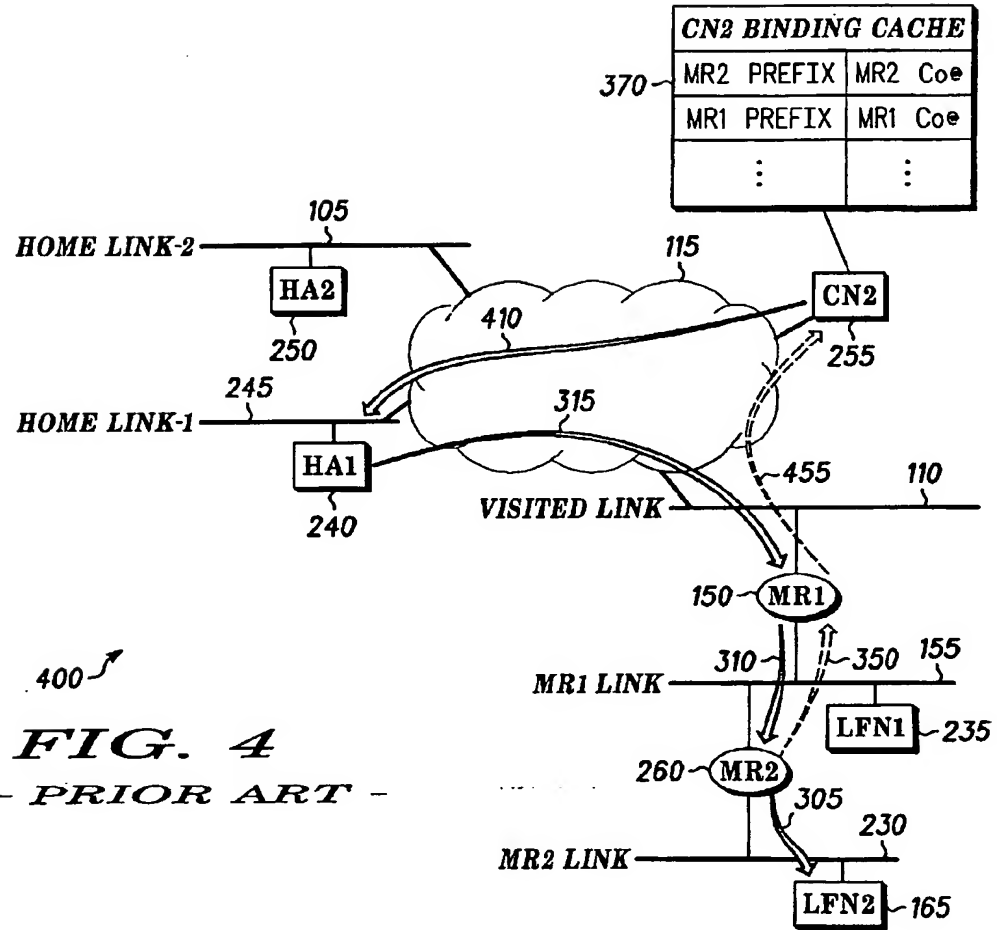 CN2 BINDING CACHE
370
MR2 PREFIX MR2 Coe
MR1 PREFIX MR1 Coe
105
HOME LINK-2
115
HA2
CN2
250
410
255
245
315
HOME LINK-1
HA1
455
110
240
VISITED LINK
150
MR1
310
350
155
400
MR1 LINK
LFN1
235
FIG. 4
260
MR2
- PRIOR ART -
305
230
MR2 LINK
LFN2
165